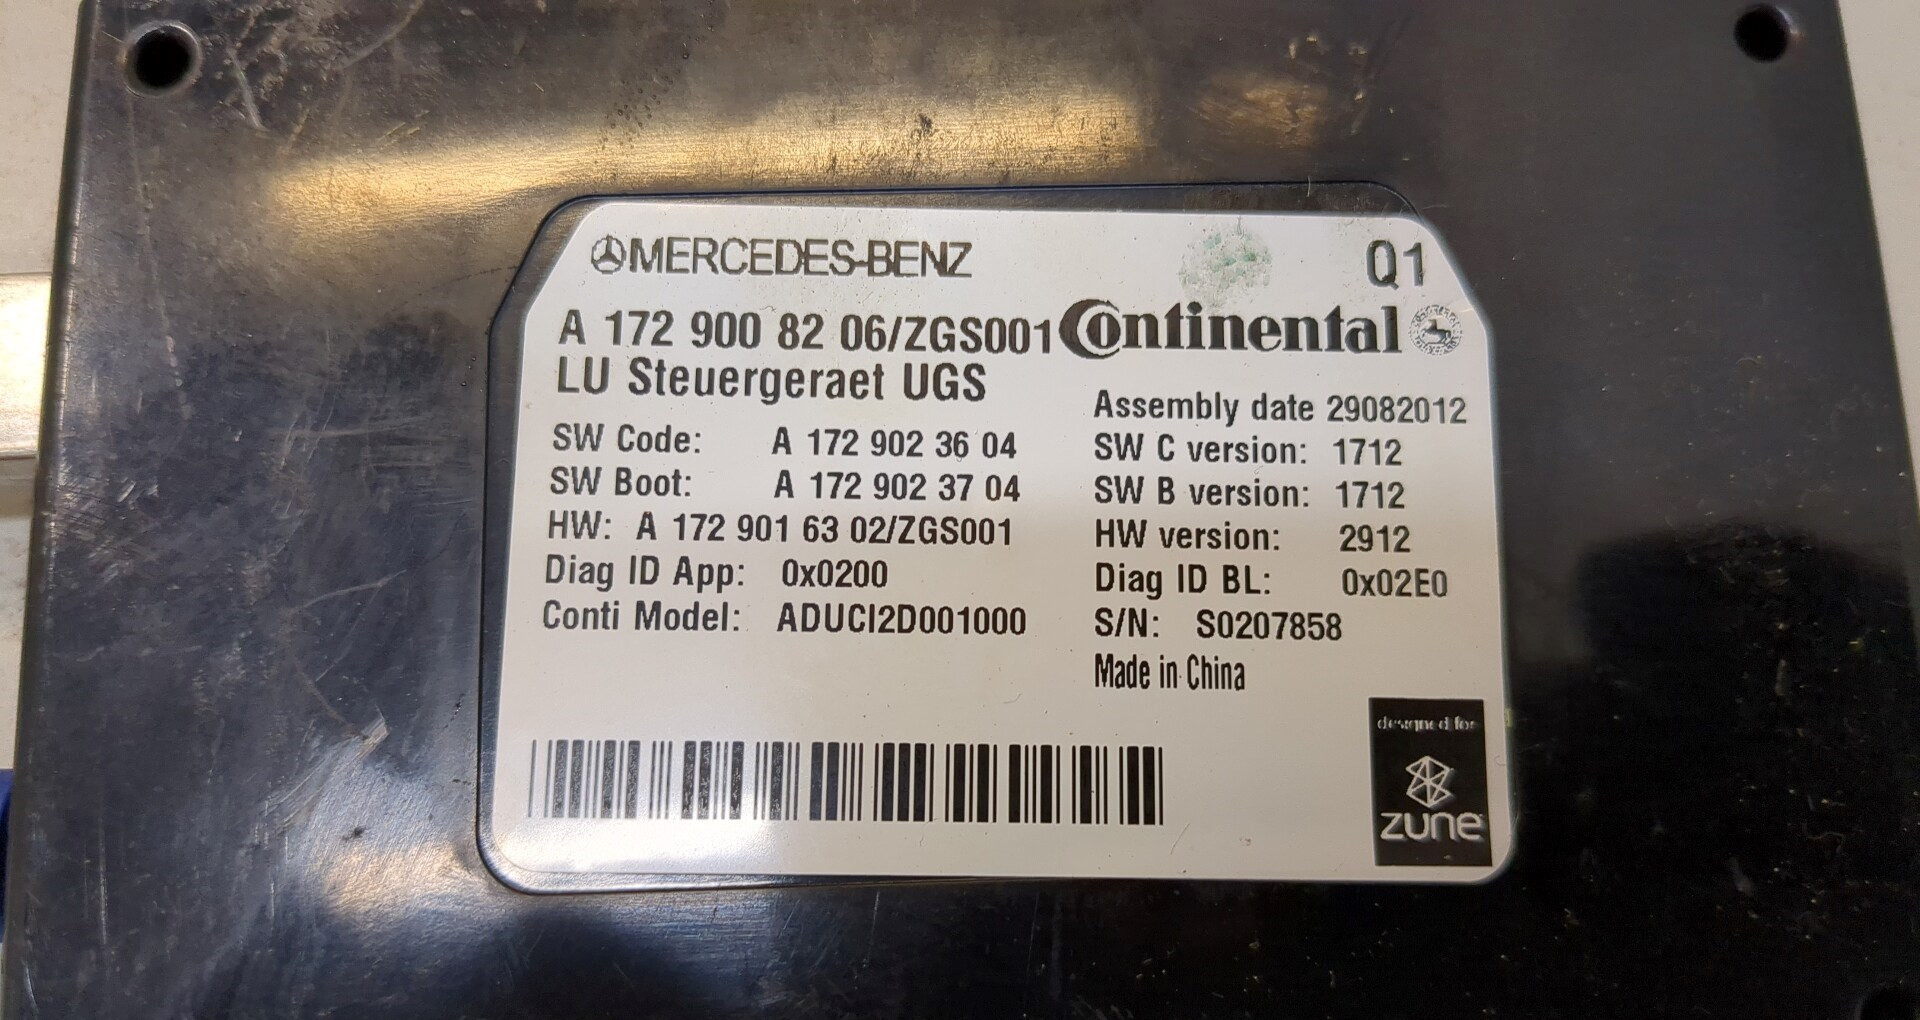 MERCEDES-BENZ
Q1
A 172 900 82 06/ZGS001
Continental
LU Steuergeraet UGS
Assembly date 29082012
SW Code: A 172 902 36 04
SW C version: 1712
SW Boot: A 172 902 37 04
SW B version: 1712
HW: A 172 901 63 02/ZGS001
HW version: 2912
Diag ID App: 0x0200
Diag ID BL: 0x02E0
Conti Model: ADUCI2D001000
S/N: S0207858
Made in China
designed for
zune